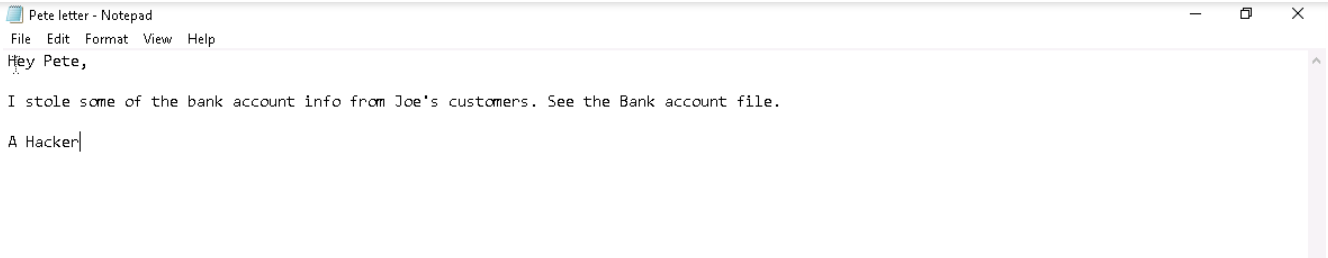 Pete letter - Notepad
File Edit Format View Help
Hey Pete,
I stole some of the bank account info from Joe's customers. See the Bank account file.
A Hacker